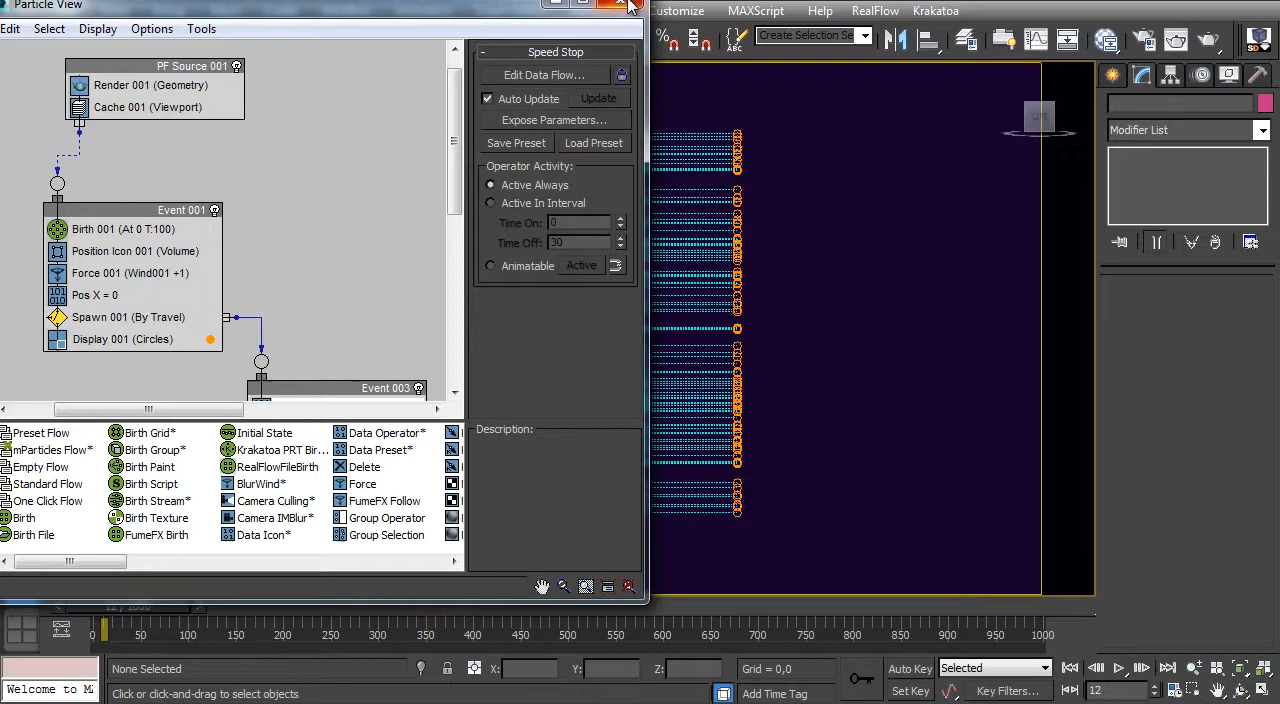 Particle View
Edit Select Display Options Tools
PF Source 001
Render 001 (Geometry)
Cache 001 (Viewport)
Event 001
Birth 001 (At 0 T:100)
Position Icon 001 (Volume)
Force 001 (Wind001 +1)
Pos X = 0
Spawn 001 (By Travel)
Display 001 (Circles)
Event 003
Speed Stop
Edit Data Flow...
Auto Update Update
Expose Parameters...
Save Preset Load Preset
Operator Activity:
Active Always
Active In Interval
Time On: 0
Time Off: 30
Animatable Active
Description:
Preset Flow Birth Grid* Initial State Data Operator*
mParticles Flow* Birth Group* Krakatoa PRT Bir... Data Preset*
Empty Flow Birth Paint RealFlowFileBirth Delete
Standard Flow Birth Script BlurWind* Force
One Click Flow Birth Stream* Camera Culling* FumeFX Follow
Birth Birth Texture Camera IMBlur* Group Operator
Birth File FumeFX Birth Data Icon* Group Selection
Customize MAXScript Help RealFlow Krakatoa
ABC
Create Selection Se
SD
Modifier List
12 / 1000
0 50 100 150 200 250 300 350 400 450 500 550 600 650 700 750 800 850 900 950 1000
None Selected X: Y: Z: Grid = 0,0 Auto Key Selected
Welcome to M Click or click-and-drag to select objects Add Time Tag Set Key Key Filters... 12